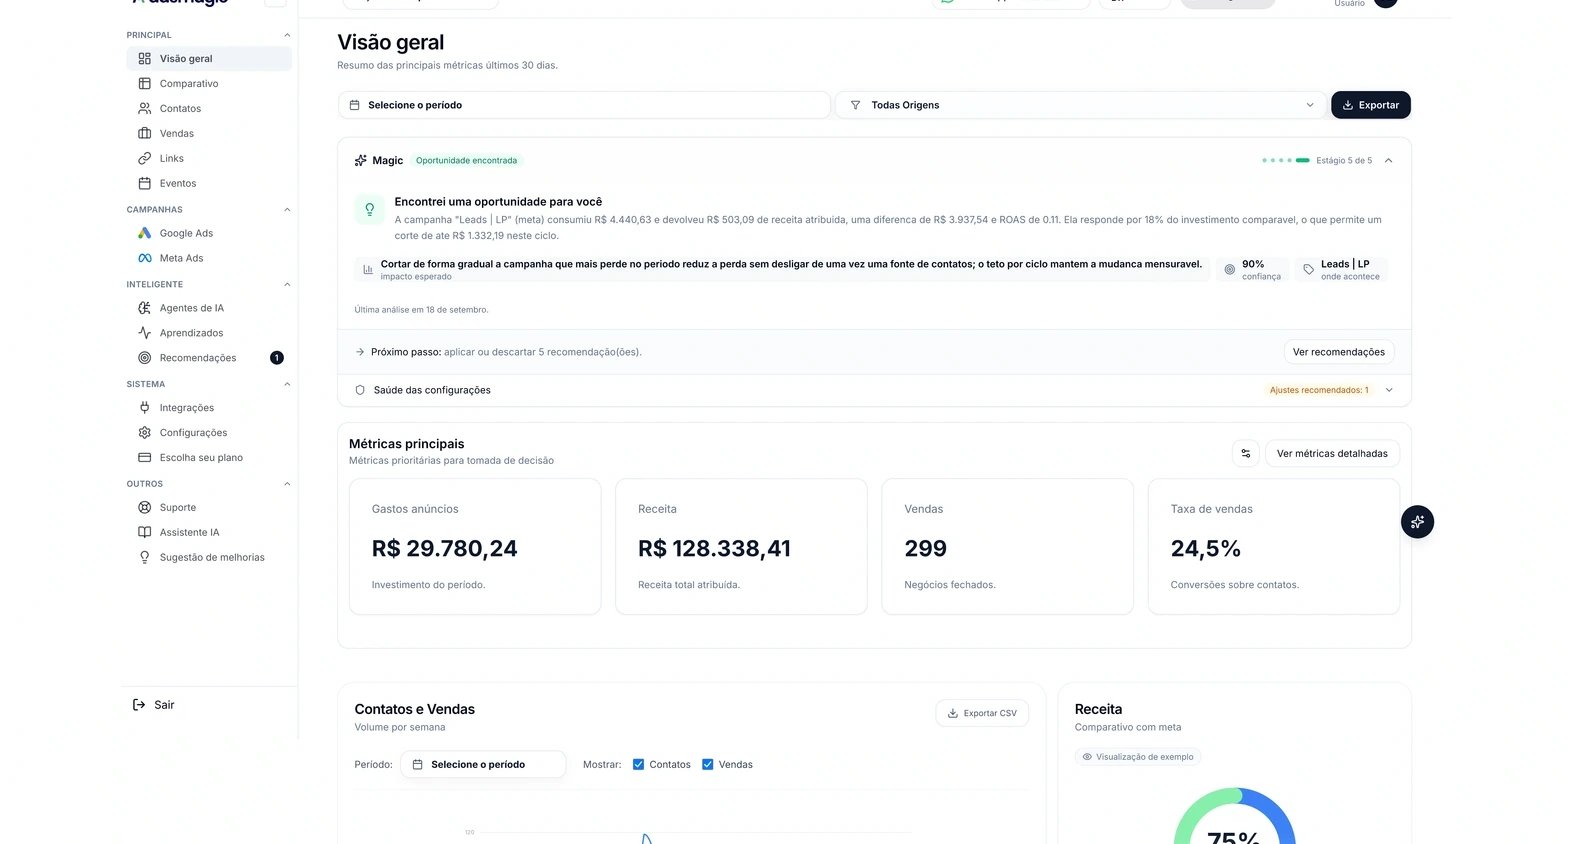 Usuário
PRINCIPAL
Visão geral
Comparativo
Contatos
Vendas
Links
Eventos
CAMPANHAS
Google Ads
Meta Ads
INTELIGENTE
Agentes de IA
Aprendizados
Recomendações
1
SISTEMA
Integrações
Configurações
Escolha seu plano
OUTROS
Suporte
Assistente IA
Sugestão de melhorias
Sair
Visão geral
Resumo das principais métricas últimos 30 dias.
Selecione o período
Todas Origens
Exportar
Magic
Oportunidade encontrada
Estágio 5 de 5
Encontrei uma oportunidade para você
A campanha "Leads | LP" (meta) consumiu R$ 4.440,63 e devolveu R$ 503,09 de receita atribuida, uma diferenca de R$ 3.937,54 e ROAS de 0.11. Ela responde por 18% do investimento comparavel, o que permite um
corte de ate R$ 1.332,19 neste ciclo.
Cortar de forma gradual a campanha que mais perde no periodo reduz a perda sem desligar de uma vez uma fonte de contatos; o teto por ciclo mantem a mudanca mensuravel.
impacto esperado
90%
confiança
Leads | LP
onde acontece
Última análise em 18 de setembro.
Próximo passo: aplicar ou descartar 5 recomendação(ões).
Ver recomendações
Saúde das configurações
Ajustes recomendados: 1
Métricas principais
Métricas prioritárias para tomada de decisão
Ver métricas detalhadas
Gastos anúncios
R$ 29.780,24
Investimento do período.
Receita
R$ 128.338,41
Receita total atribuída.
Vendas
299
Negócios fechados.
Taxa de vendas
24,5%
Conversões sobre contatos.
Contatos e Vendas
Volume por semana
Exportar CSV
Período:
Selecione o período
Mostrar:
Contatos
Vendas
120
Receita
Comparativo com meta
Visualização de exemplo
75%